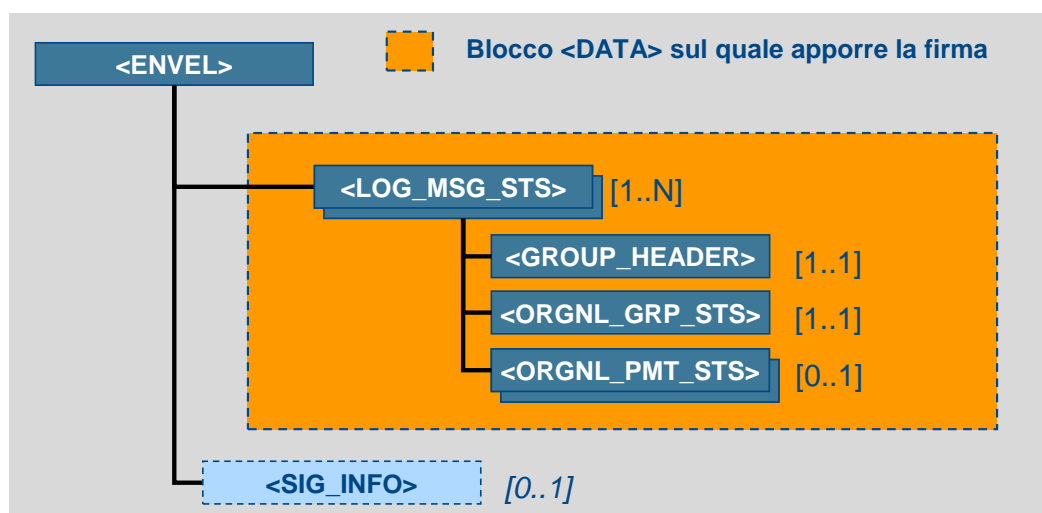 <ENVEL>
Blocco <DATA> sul quale apporre la firma
<LOG_MSG_STS> [1..N]
<GROUP_HEADER> [1..1]
<ORGNL_GRP_STS> [1..1]
<ORGNL_PMT_STS> [0..1]
<SIG_INFO> [0..1]